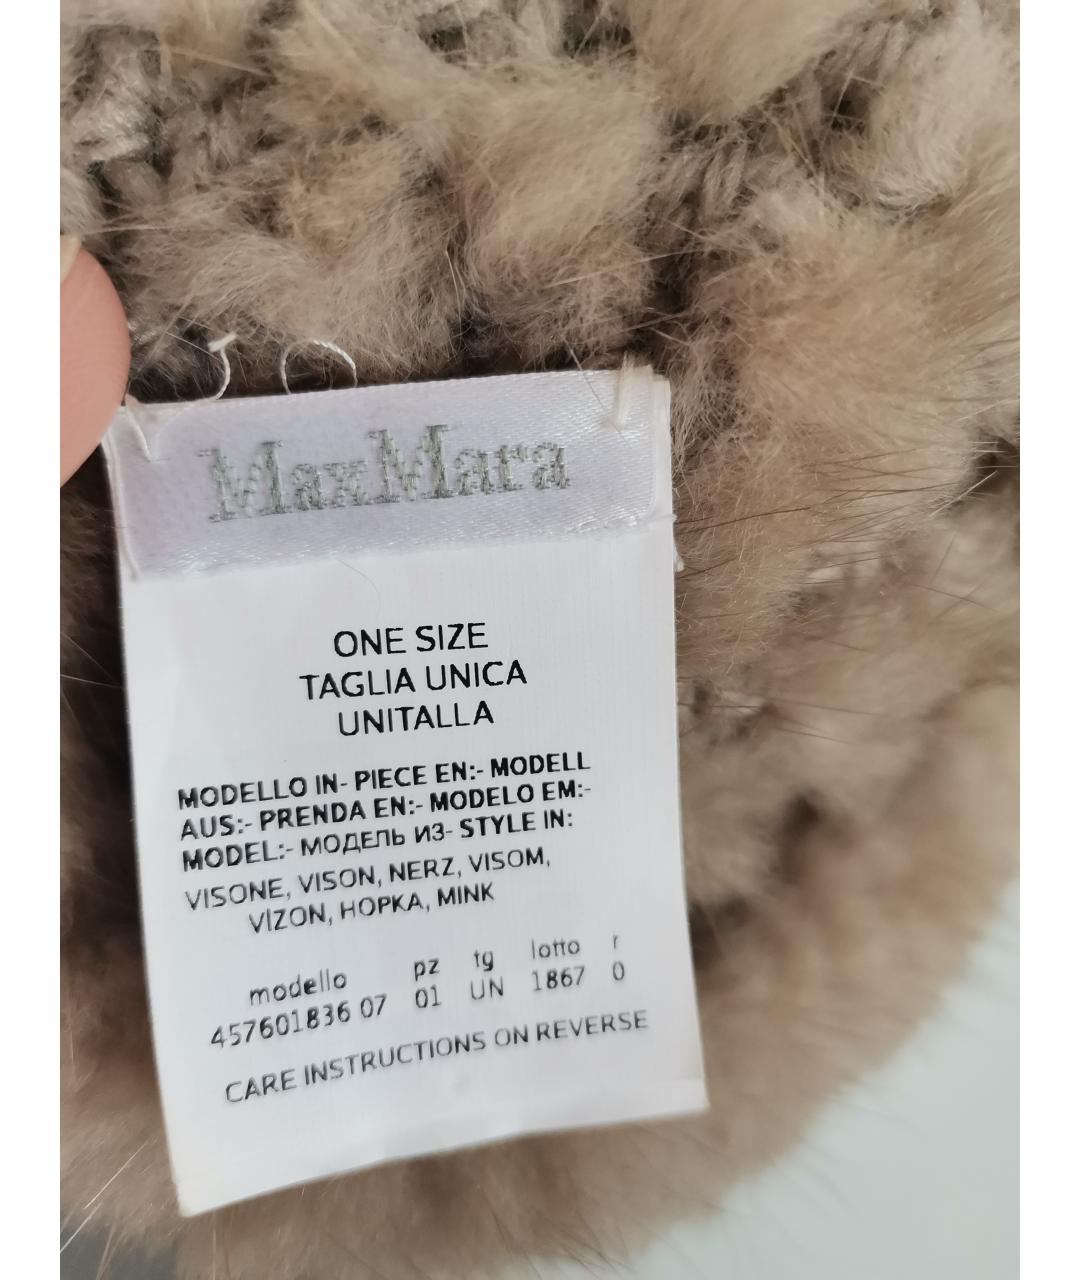 MaxMara
ONE SIZE
TAGLIA UNICA
UNITALLA
MODELLO IN- PIECE EN:- MODELL
AUS:- PRENDA EN:- MODELO EM:-
MODEL:- МОДЕЛЬ ИЗ- STYLE IN:
VISONE, VISON, NERZ, VISOM,
VÍZON, НОРКА, MINK
modello pz tg lotto r
457601836 07 01 UN 1867 0
CARE INSTRUCTIONS ON REVERSE